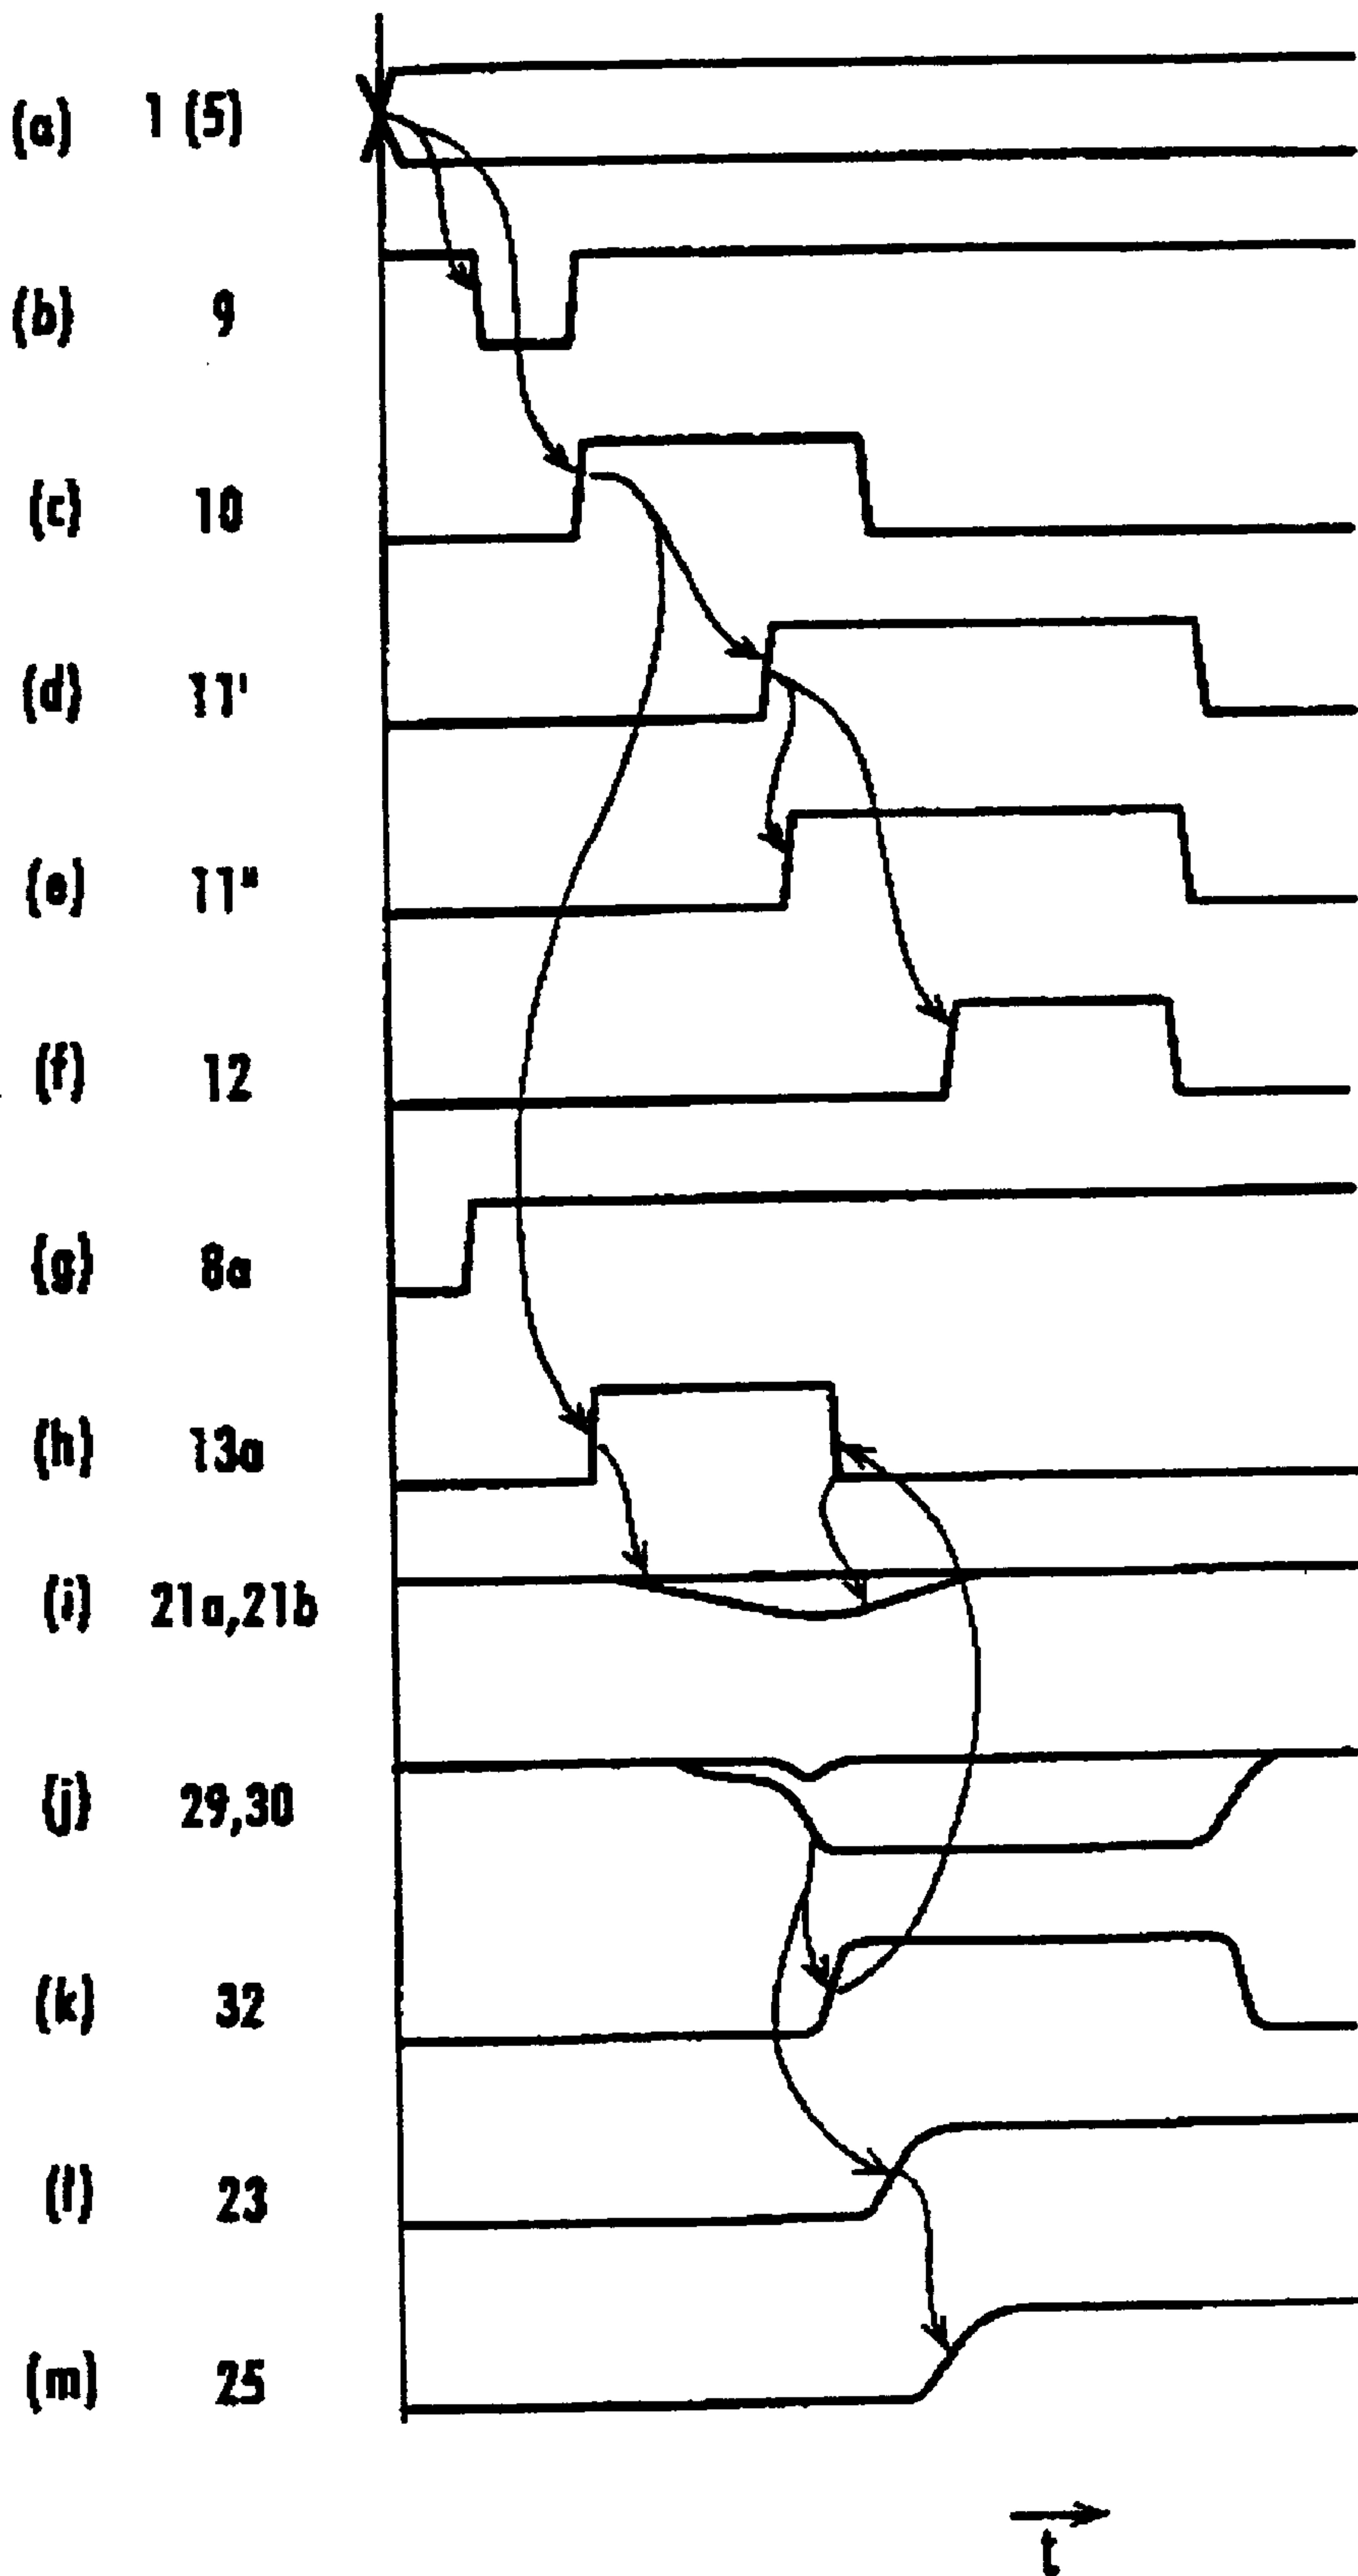 (a) 1 (5)
(b) 9
(c) 10
(d) 11'
(e) 11"
(f) 12
(g) 8a
(h) 13a
(i) 21a,21b
(j) 29,30
(k) 32
(l) 23
(m) 25
t